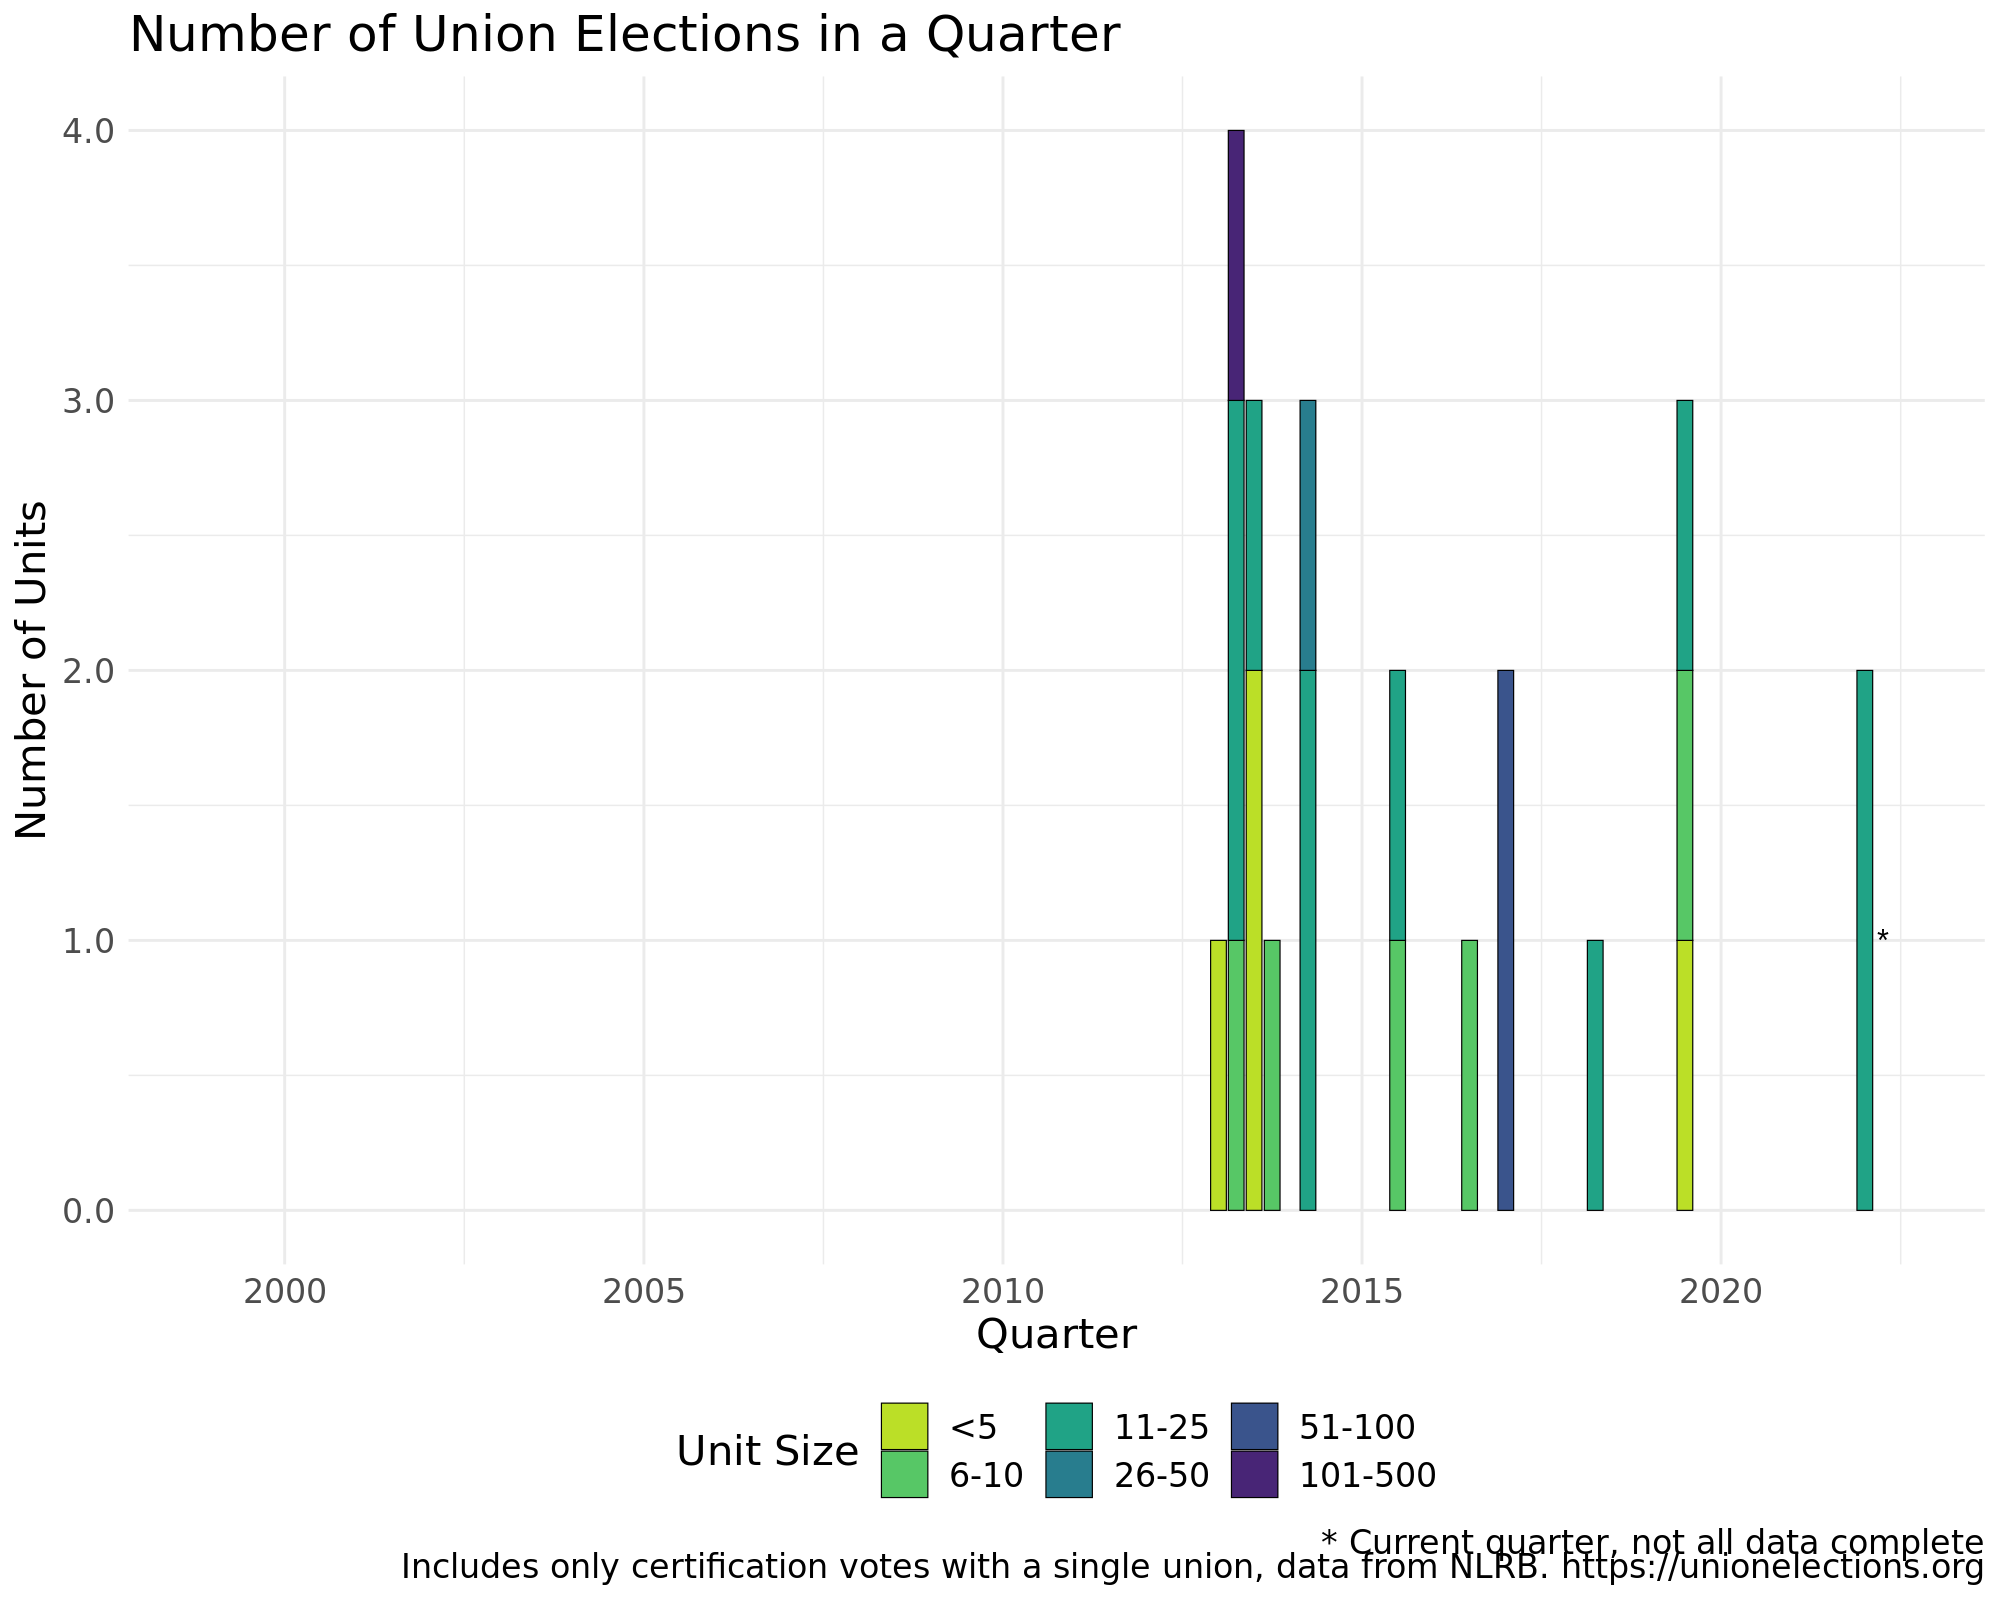 Number of Union Elections in a Quarter
Number of Units
4.0
3.0
2.0
1.0
0.0
*
2000 2005 2010 2015 2020
Quarter
Unit Size
<5 11-25 51-100
6-10 26-50 101-500
* Current quarter, not all data complete
Includes only certification votes with a single union, data from NLRB. https://unionelections.org